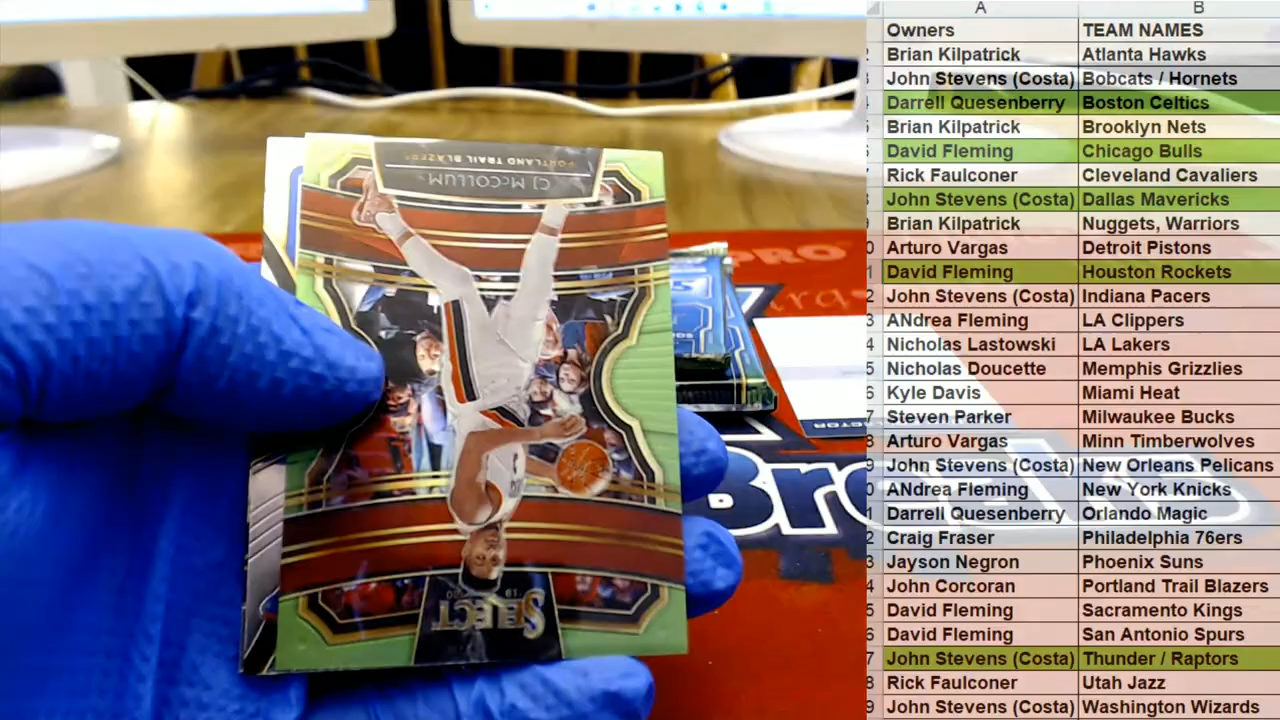 PORTLAND TRAIL BLAZERS
CJ McCOLLUM
SELECT
19 20
PRO
Breaks
A B
Owners TEAM NAMES
Brian Kilpatrick Atlanta Hawks
John Stevens (Costa) Bobcats / Hornets
Darrell Quesenberry Boston Celtics
Brian Kilpatrick Brooklyn Nets
David Fleming Chicago Bulls
Rick Faulconer Cleveland Cavaliers
John Stevens (Costa) Dallas Mavericks
Brian Kilpatrick Nuggets, Warriors
Arturo Vargas Detroit Pistons
David Fleming Houston Rockets
John Stevens (Costa) Indiana Pacers
ANdrea Fleming LA Clippers
Nicholas Lastowski LA Lakers
Nicholas Doucette Memphis Grizzlies
Kyle Davis Miami Heat
Steven Parker Milwaukee Bucks
Arturo Vargas Minn Timberwolves
John Stevens (Costa) New Orleans Pelicans
ANdrea Fleming New York Knicks
Darrell Quesenberry Orlando Magic
Craig Fraser Philadelphia 76ers
Jayson Negron Phoenix Suns
John Corcoran Portland Trail Blazers
David Fleming Sacramento Kings
David Fleming San Antonio Spurs
John Stevens (Costa) Thunder / Raptors
Rick Faulconer Utah Jazz
John Stevens (Costa) Washington Wizards